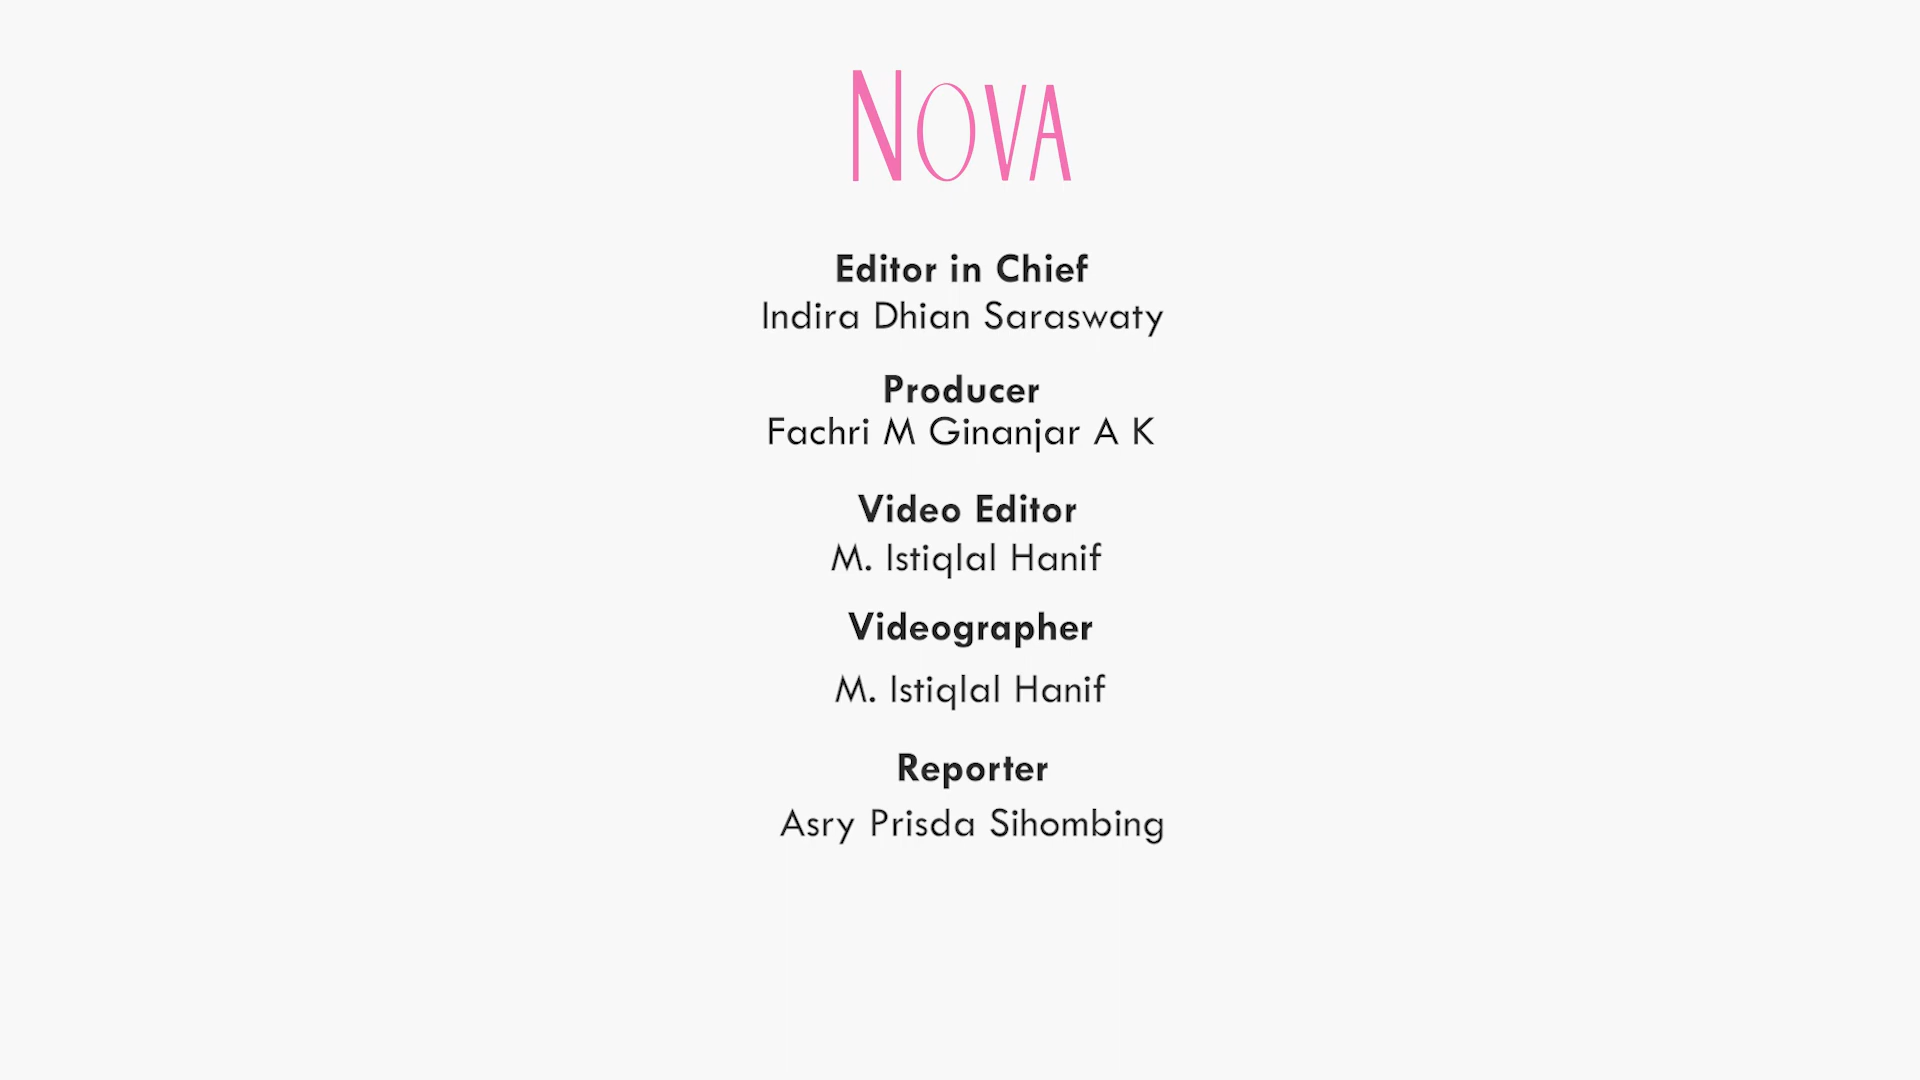 NOVA
Editor in Chief
Indira Dhian Saraswaty
Producer
Fachri M Ginanjar A K
Video Editor
M. Istiqlal Hanif
Videographer
M. Istiqlal Hanif
Reporter
Asry Prisda Sihombing